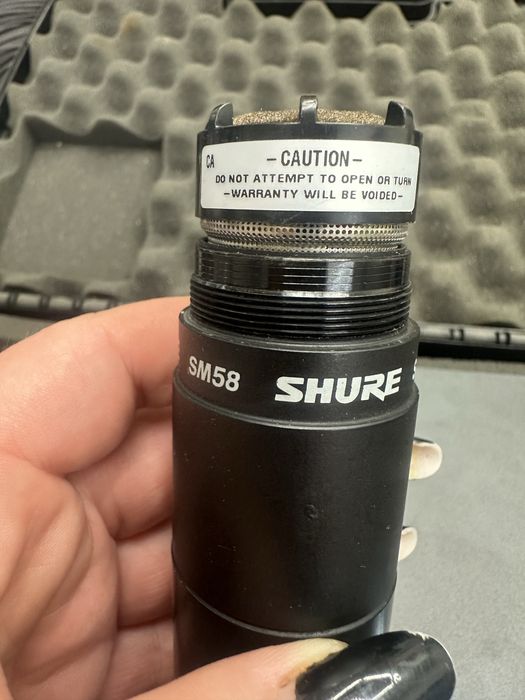 CA
- CAUTION -
DO NOT ATTEMPT TO OPEN OR TURN
- WARRANTY WILL BE VOIDED -
SM58 SHURE